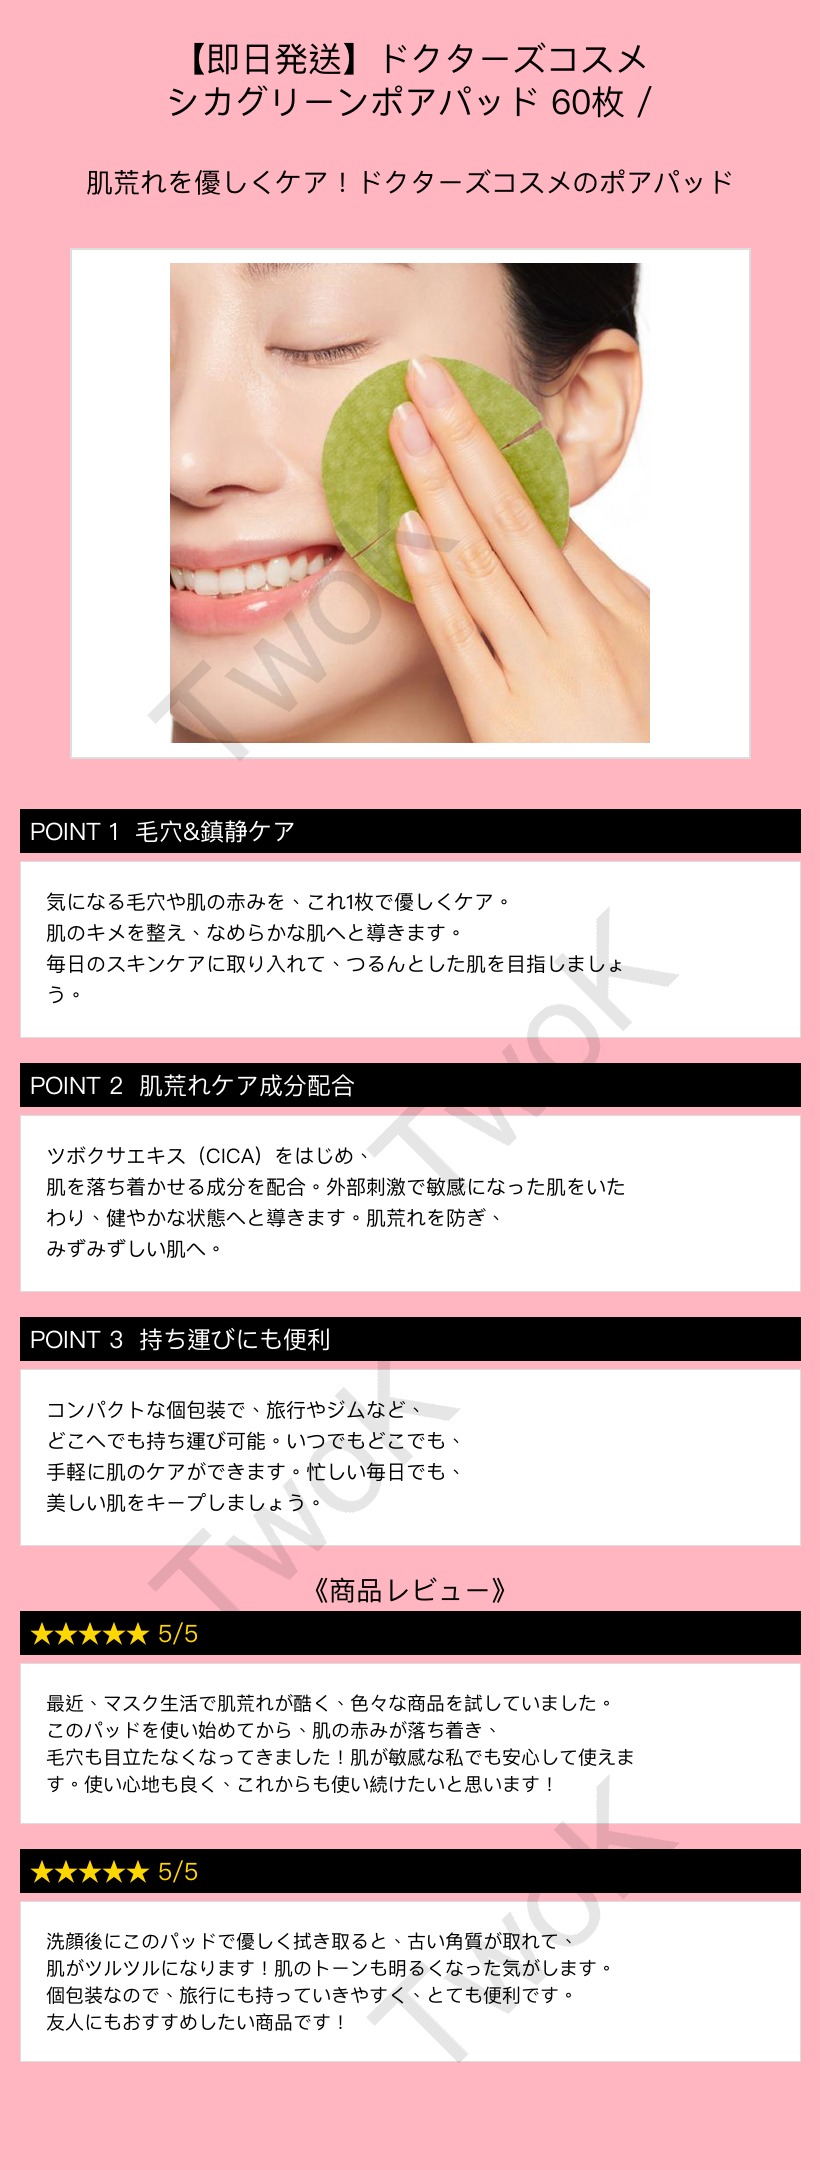 【即日発送】ドクターズコスメ
シカグリーンポアパッド 60枚 /
肌荒れを優しくケア！ドクターズコスメのポアパッド
TwoK
POINT 1 毛穴&鎮静ケア
気になる毛穴や肌の赤みを、これ1枚で優しくケア。
肌のキメを整え、なめらかな肌へと導きます。
毎日のスキンケアに取り入れて、つるんとした肌を目指しましょ
う。
TwoK
POINT 2 肌荒れケア成分配合
ツボクサエキス（CICA）をはじめ、
肌を落ち着かせる成分を配合。外部刺激で敏感になった肌をいた
わり、健やかな状態へと導きます。肌荒れを防ぎ、
みずみずしい肌へ。
POINT 3 持ち運びにも便利
コンパクトな個包装で、旅行やジムなど、
どこへでも持ち運び可能。いつでもどこでも、
手軽に肌のケアができます。忙しい毎日でも、
美しい肌をキープしましょう。
TwoK
《商品レビュー》
★★★★★ 5/5
最近、マスク生活で肌荒れが酷く、色々な商品を試していました。
このパッドを使い始めてから、肌の赤みが落ち着き、
毛穴も目立たなくなってきました！肌が敏感な私でも安心して使えま
す。使い心地も良く、これからも使い続けたいと思います！
★★★★★ 5/5
洗顔後にこのパッドで優しく拭き取ると、古い角質が取れて、
肌がツルツルになります！肌のトーンも明るくなった気がします。
個包装なので、旅行にも持っていきやすく、とても便利です。
友人にもおすすめしたい商品です！
TwoK